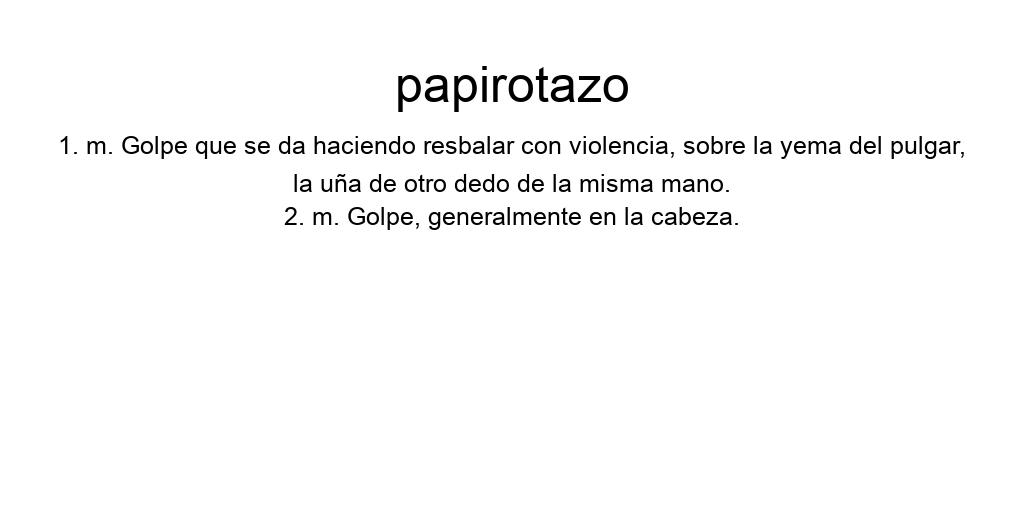 papirotazo
1. m. Golpe que se da haciendo resbalar con violencia, sobre la yema del pulgar,
la uña de otro dedo de la misma mano.
2. m. Golpe, generalmente en la cabeza.